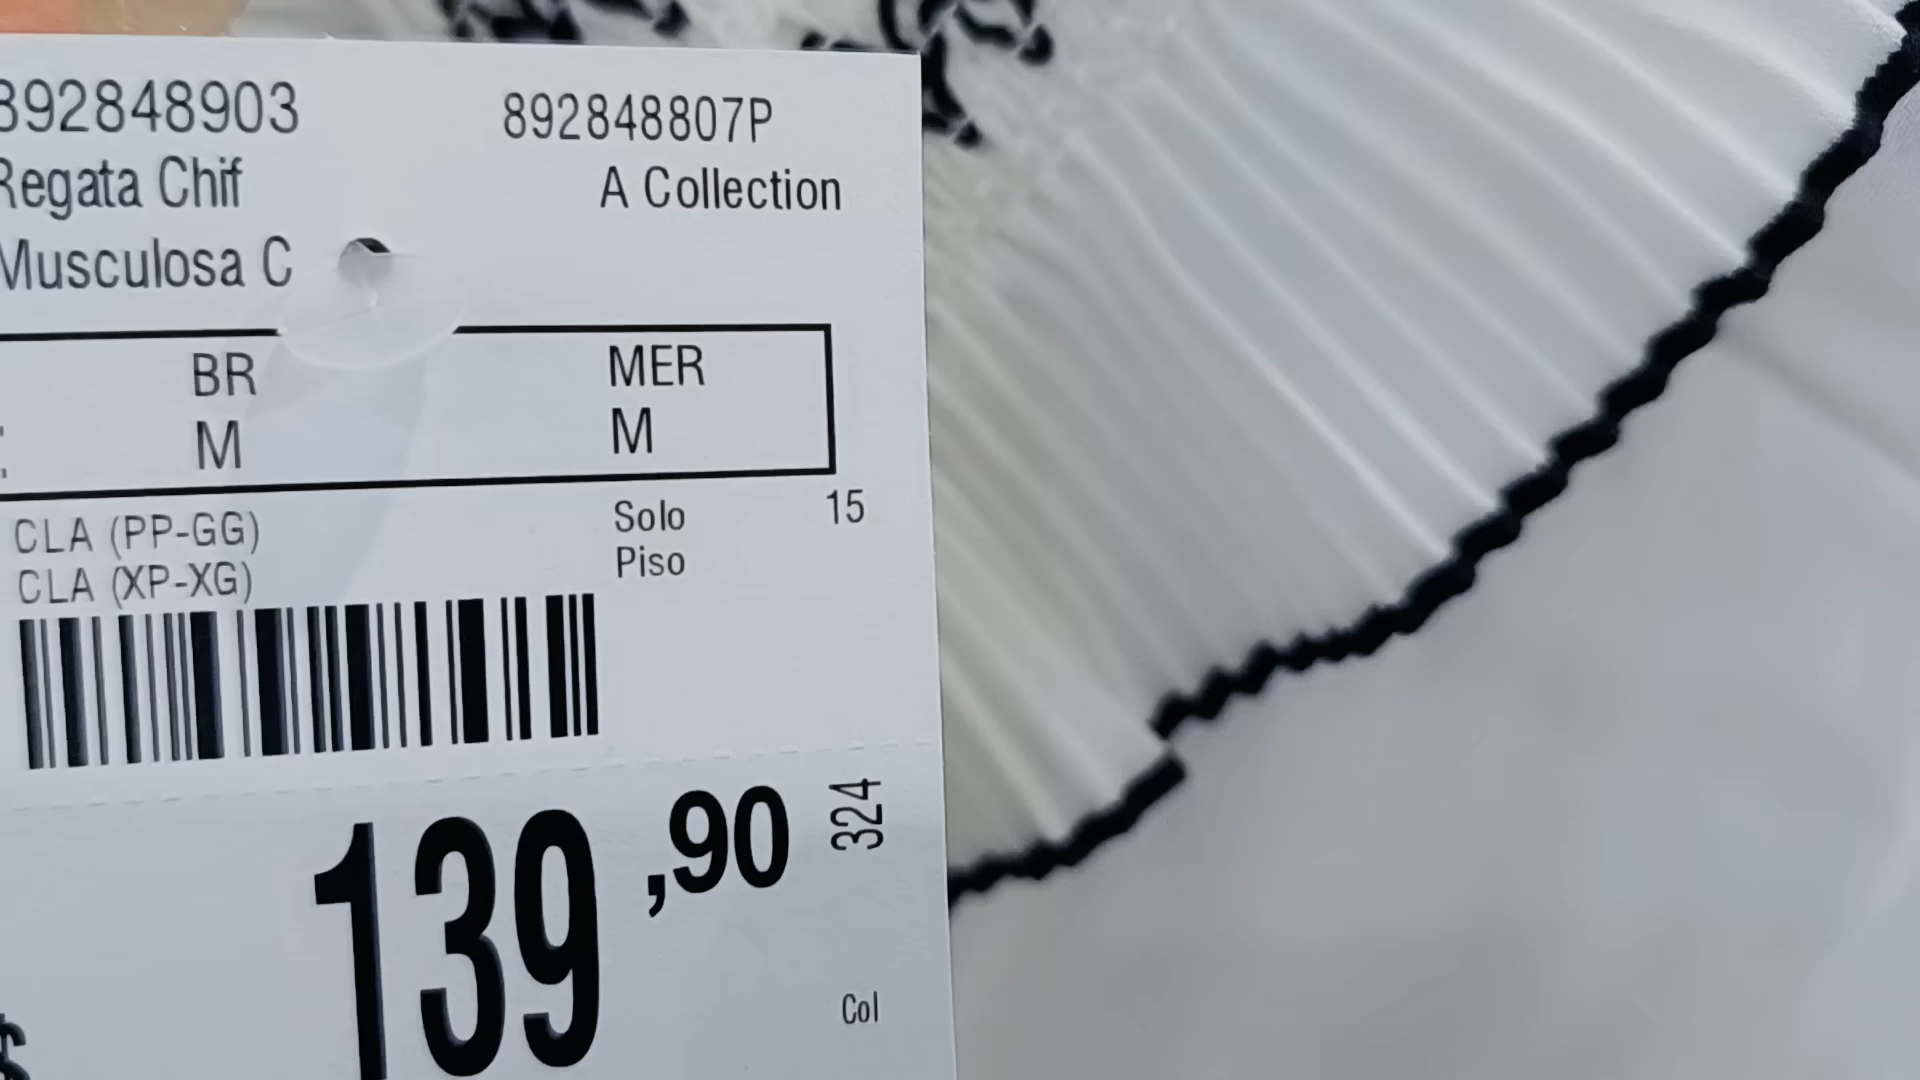 892848903 892848807P
Regata Chif A Collection
Musculosa C
BR MER
M M
CLA (PP-GG) Solo 15
CLA (XP-XG) Piso
139,90 324
Col
$